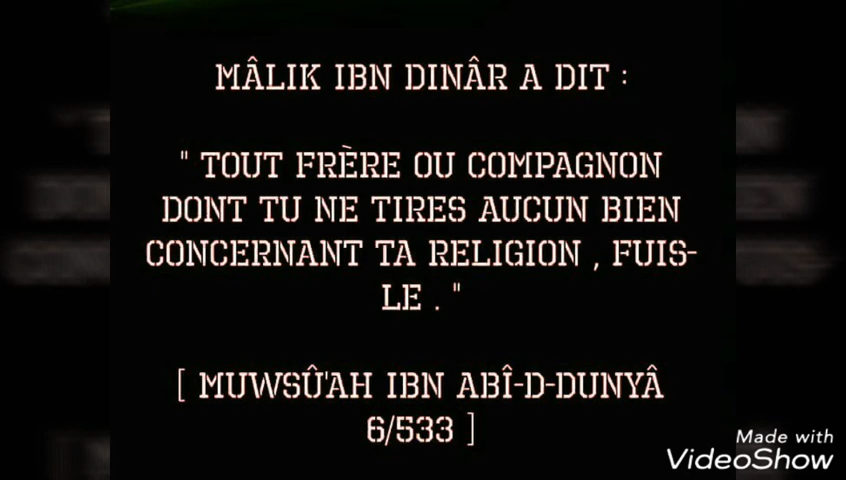 MÂLIK IBN DINÂR A DIT :
" TOUT FRÈRE OU COMPAGNON
DONT TU NE TIRES AUCUN BIEN
CONCERNANT TA RELIGION , FUIS-
LE . "
[ MUWSÛ'AH IBN ABÎ-D-DUNYÂ
6/533 ]
Made with
VideoShow